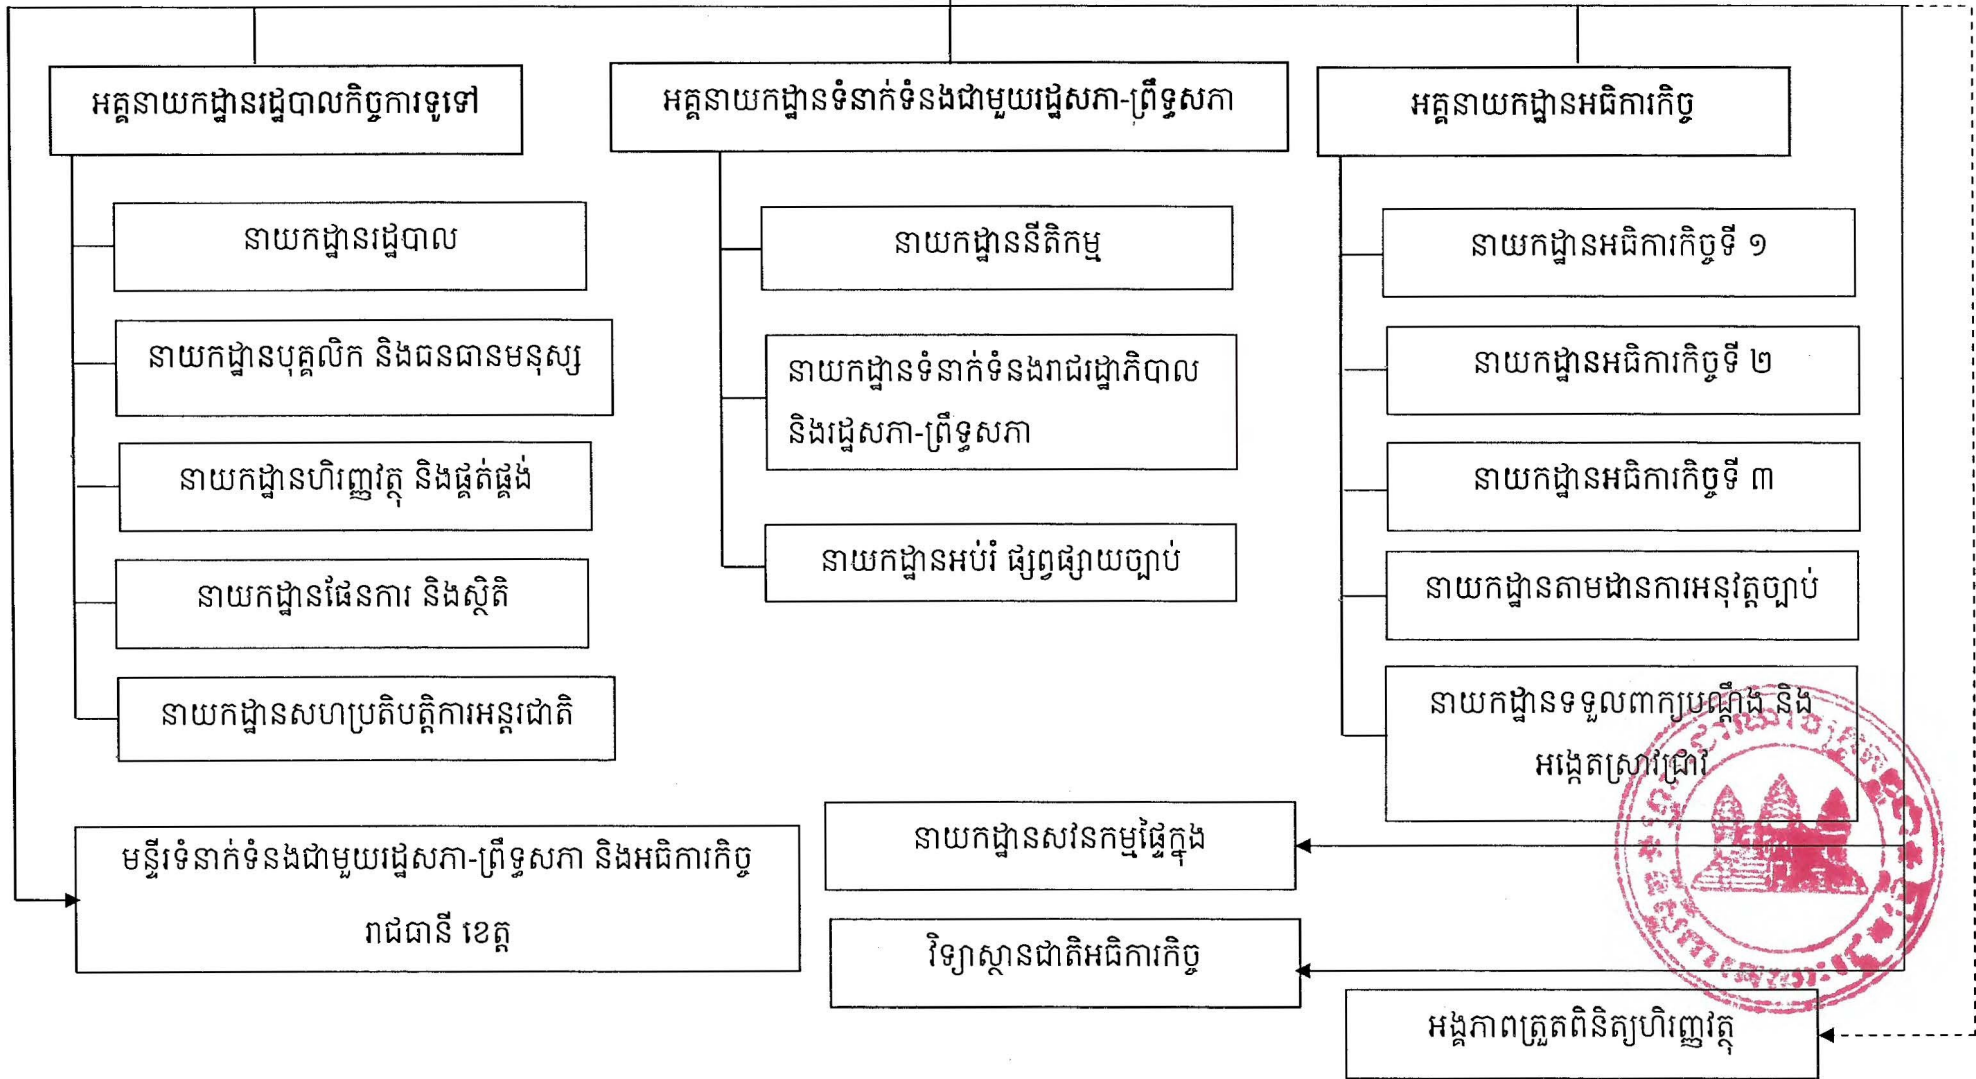 អគ្គនាយកដ្ឋានរដ្ឋបាលកិច្ចការទូទៅ
នាយកដ្ឋានរដ្ឋបាល
នាយកដ្ឋានបុគ្គលិក និងធនធានមនុស្ស
នាយកដ្ឋានហិរញ្ញវត្ថុ និងផ្គត់ផ្គង់
នាយកដ្ឋានផែនការ និងស្ថិតិ
នាយកដ្ឋានសហប្រតិបត្តិការអន្តរជាតិ
អគ្គនាយកដ្ឋានទំនាក់ទំនងជាមួយរដ្ឋសភា-ព្រឹទ្ធសភា
នាយកដ្ឋាននីតិកម្ម
នាយកដ្ឋានទំនាក់ទំនងរាជរដ្ឋាភិបាល
និងរដ្ឋសភា-ព្រឹទ្ធសភា
នាយកដ្ឋានអប់រំ ផ្សព្វផ្សាយច្បាប់
អគ្គនាយកដ្ឋានអធិការកិច្ច
នាយកដ្ឋានអធិការកិច្ចទី ១
នាយកដ្ឋានអធិការកិច្ចទី ២
នាយកដ្ឋានអធិការកិច្ចទី ៣
នាយកដ្ឋានតាមដានការអនុវត្តច្បាប់
នាយកដ្ឋានទទួលពាក្យបណ្តឹង និង
អង្កេតស្រាវជ្រាវ
មន្ទីរទំនាក់ទំនងជាមួយរដ្ឋសភា-ព្រឹទ្ធសភា និងអធិការកិច្ច
រាជធានី ខេត្ត
នាយកដ្ឋានសវនកម្មផ្ទៃក្នុង
វិទ្យាស្ថានជាតិអធិការកិច្ច
អង្គភាពត្រួតពិនិត្យហិរញ្ញវត្ថុ